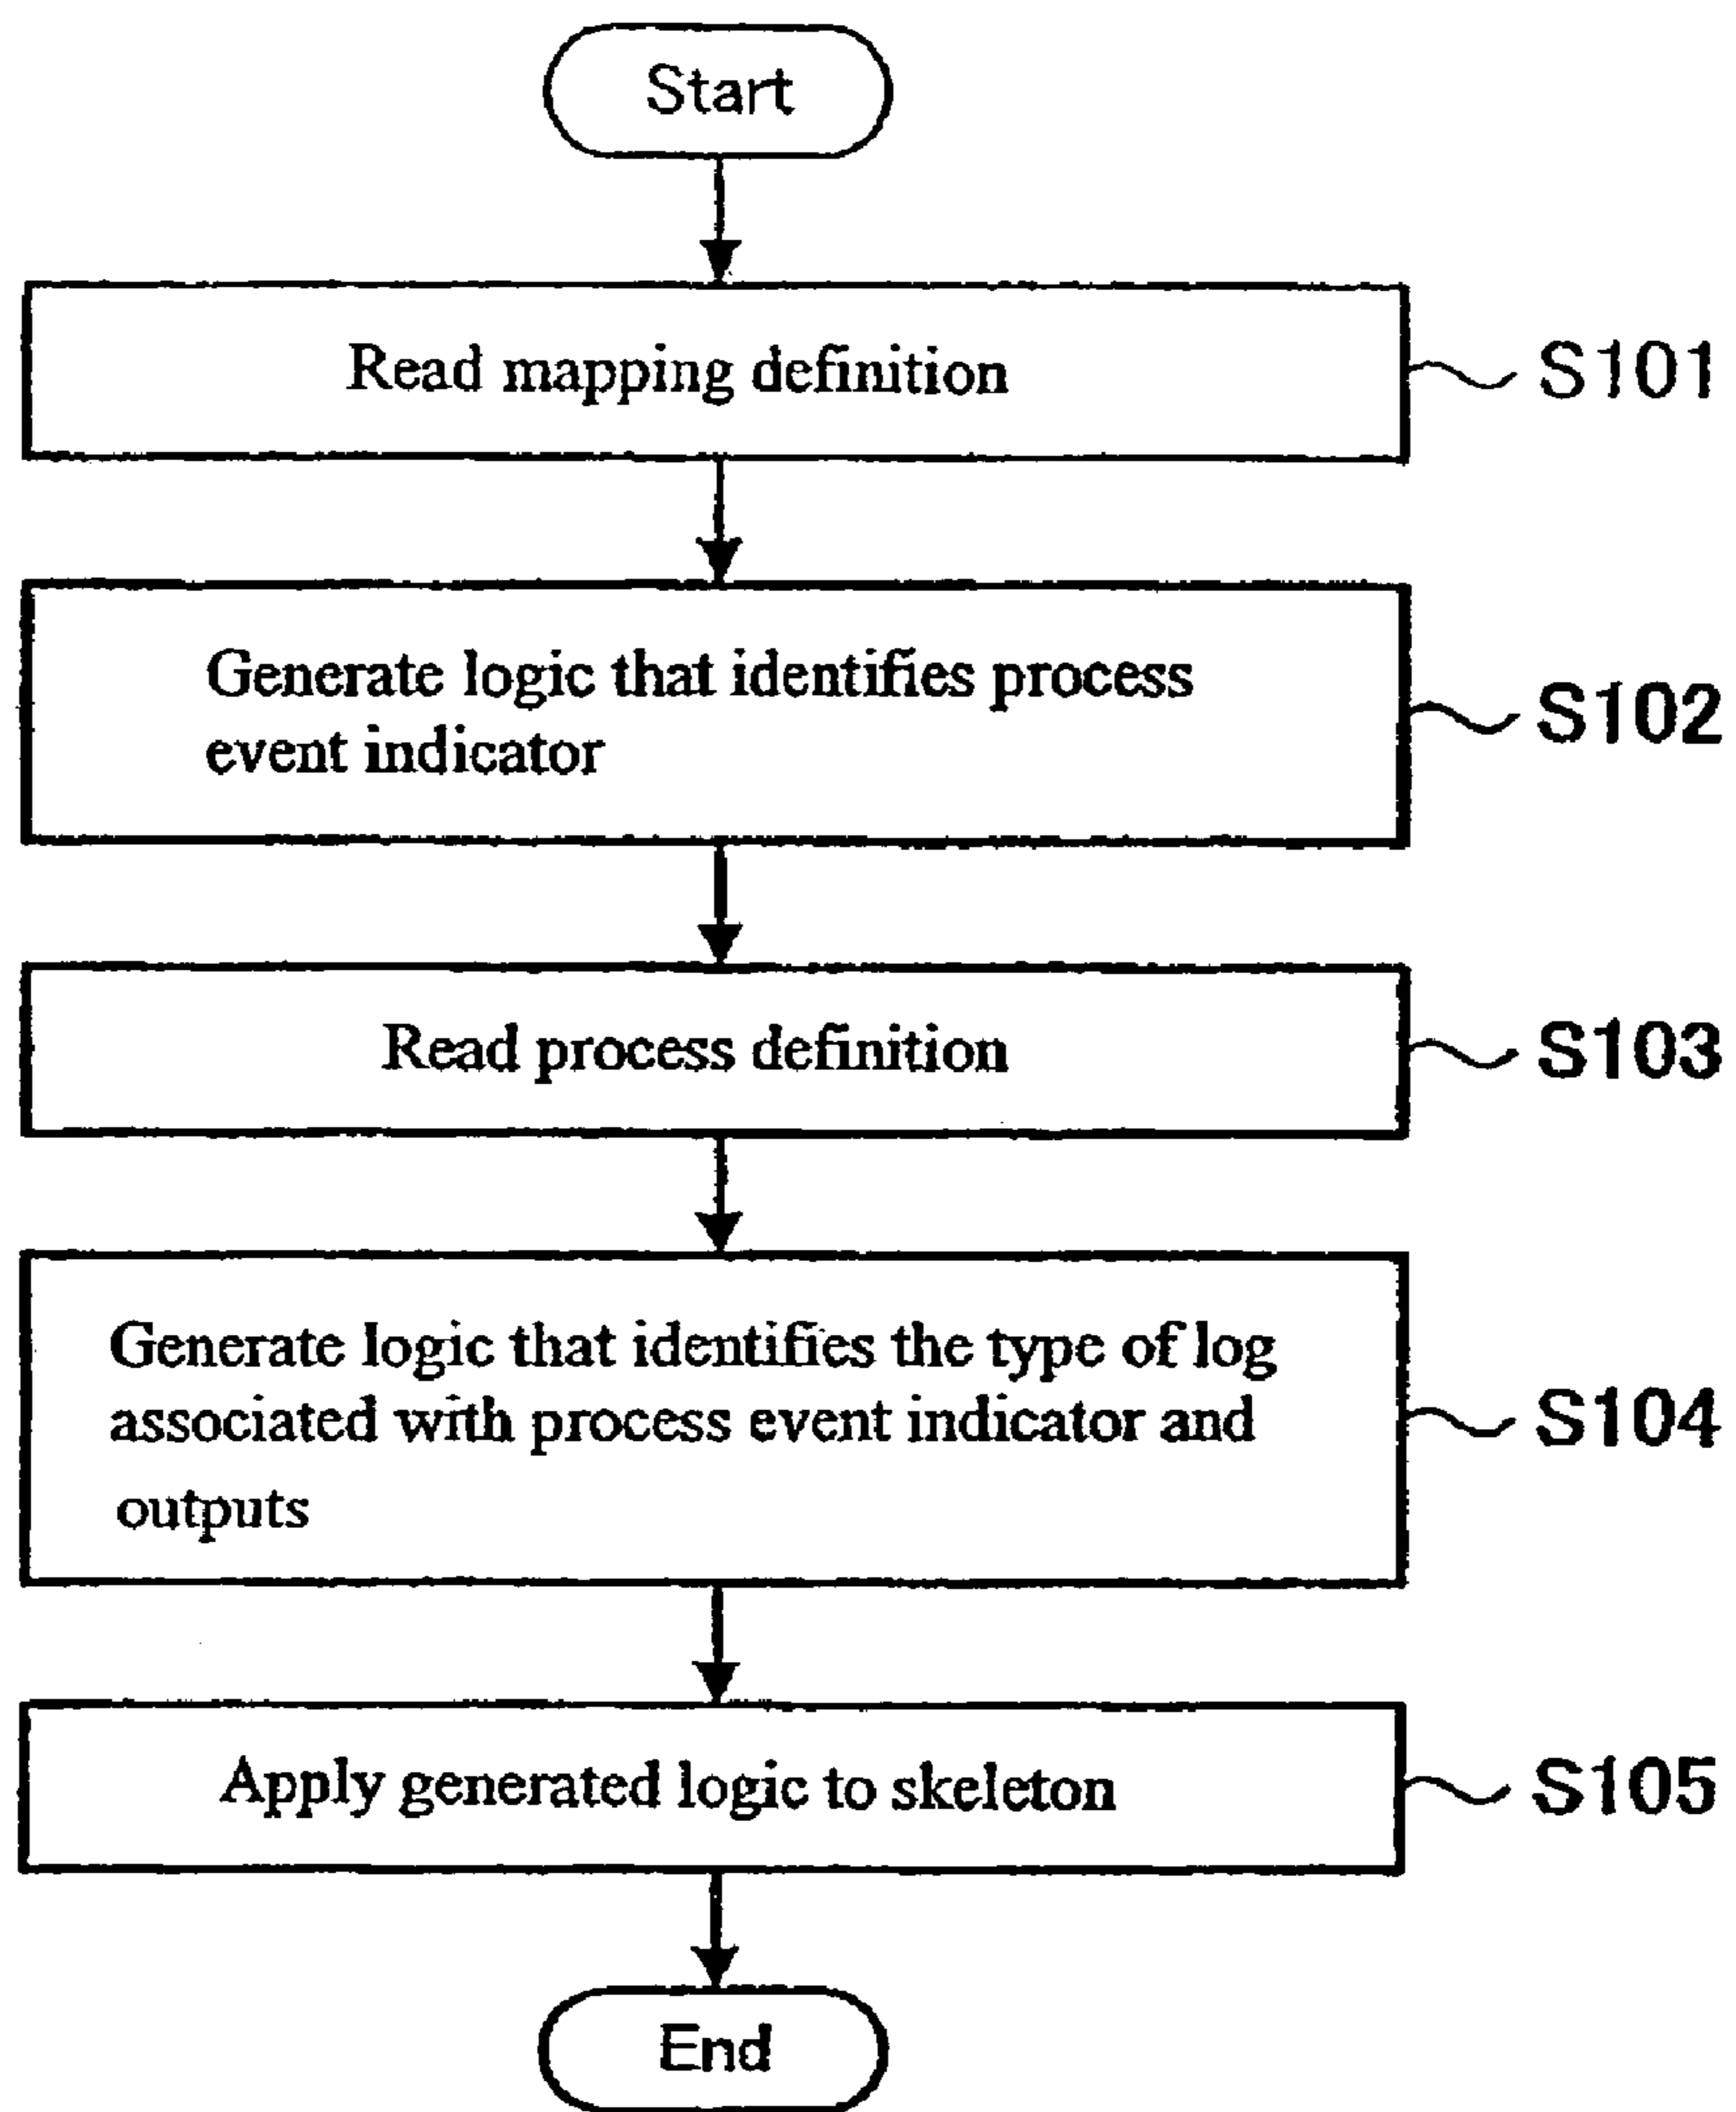 Start
Read mapping definition
S101
Generate logic that identifies process
event indicator
S102
Read process definition
S103
Generate logic that identifies the type of log
associated with process event indicator and
outputs
S104
Apply generated logic to skeleton
S105
End